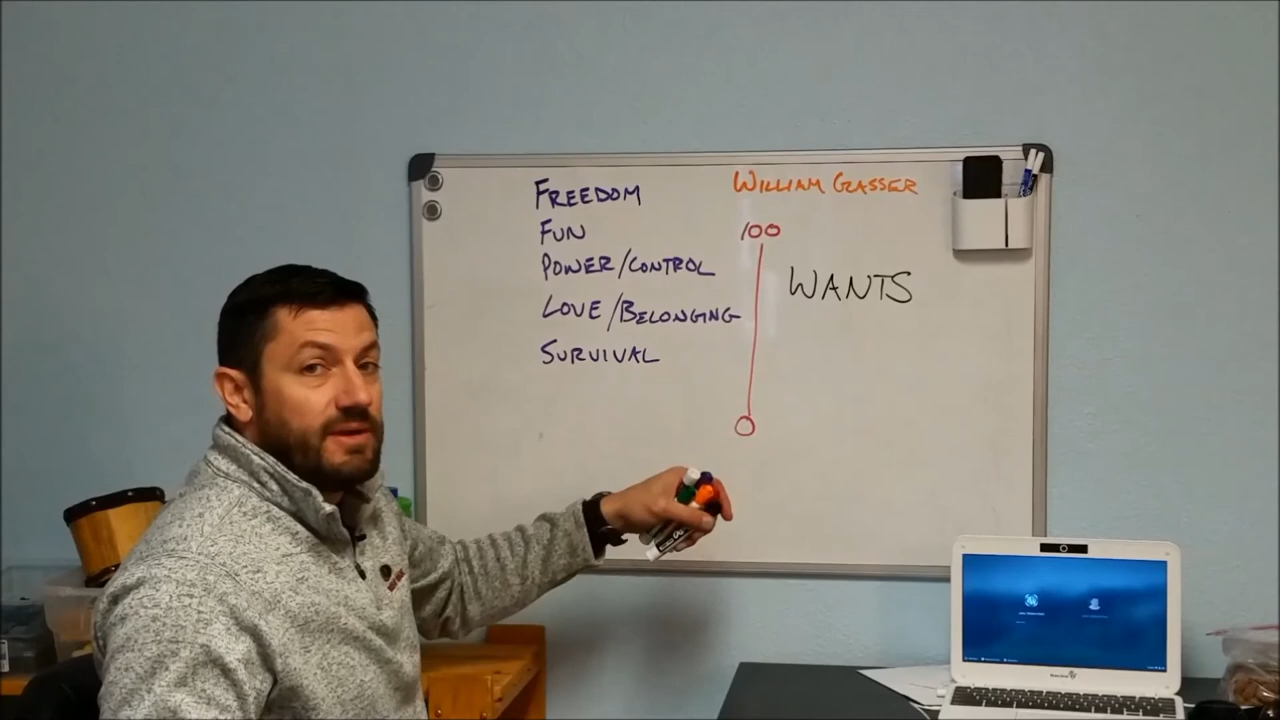 FREEDOM
FUN
POWER/CONTROL
LOVE/BELONGING
SURVIVAL
WILLIAM GLASSER
100
WANTS
0